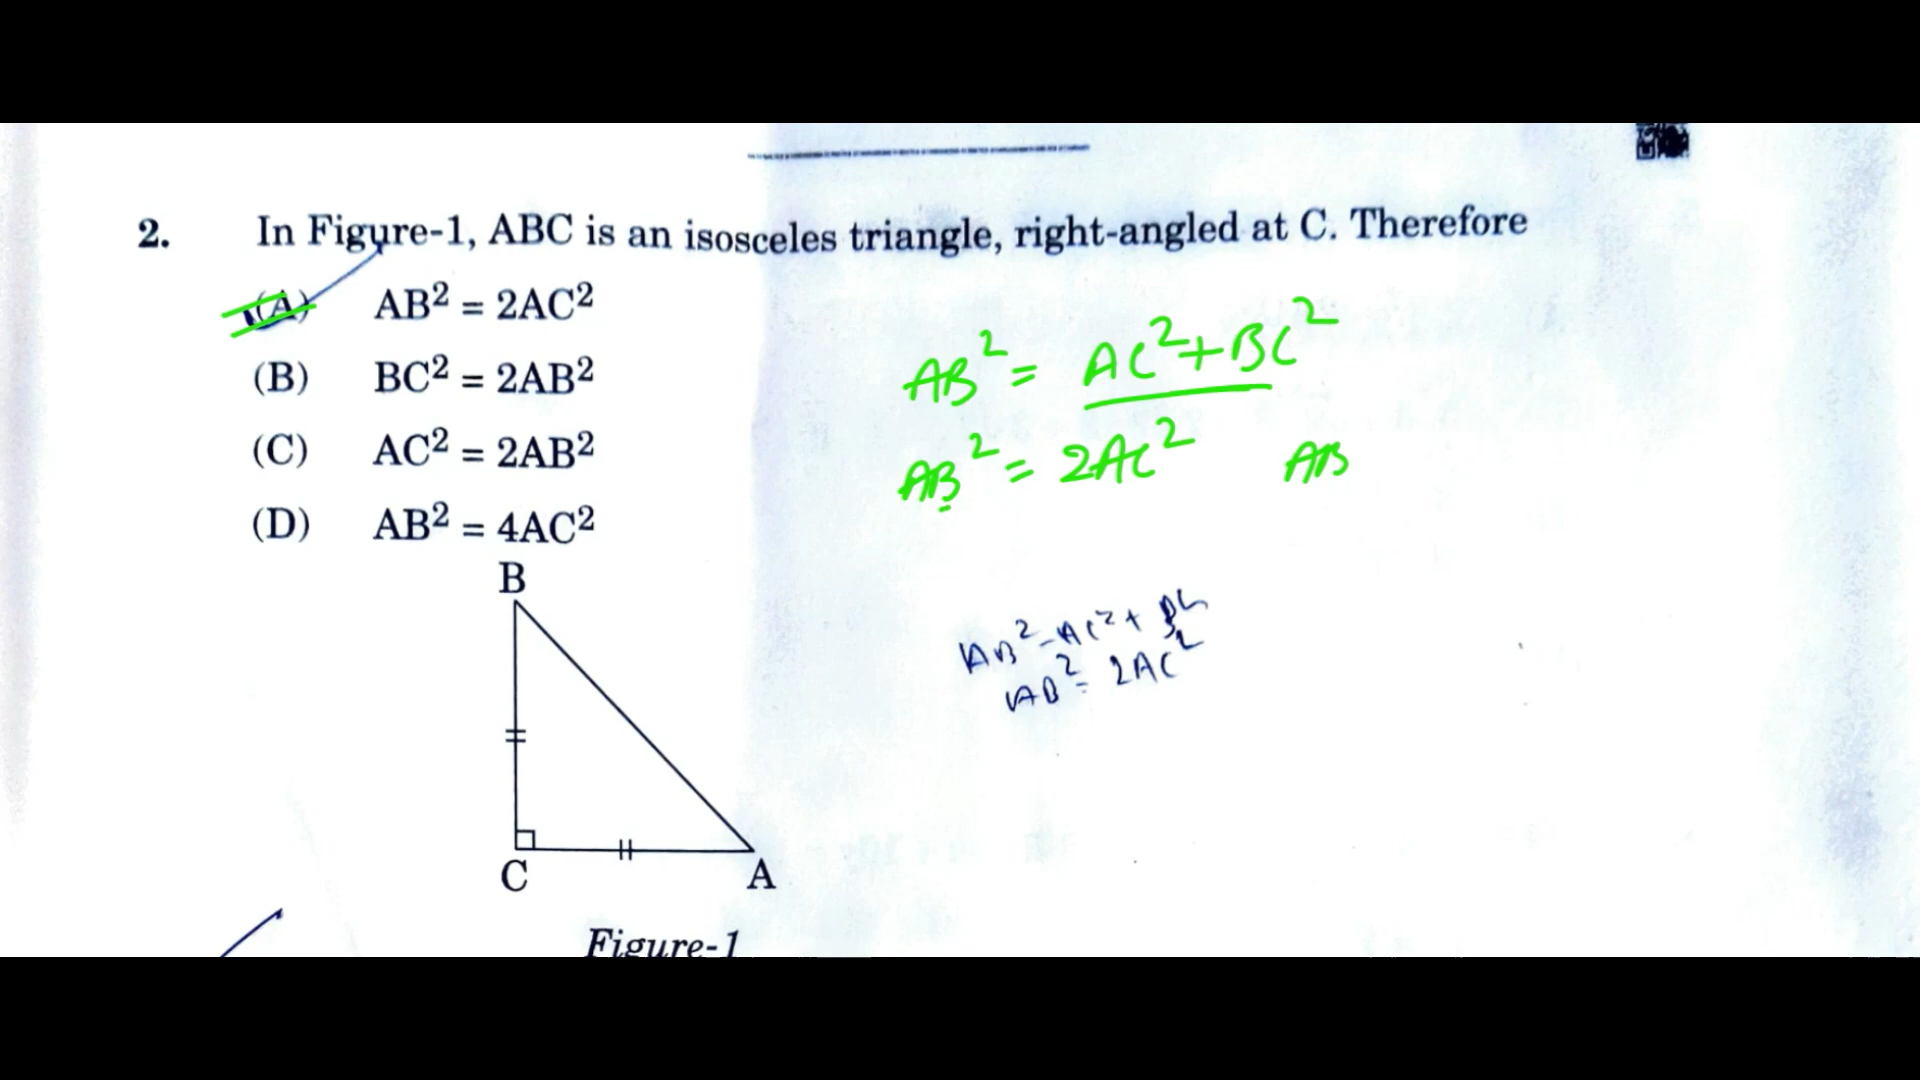 2. In Figure-1, ABC is an isosceles triangle, right-angled at C. Therefore
(A) AB² = 2AC²
(B) BC² = 2AB²
(C) AC² = 2AB²
(D) AB² = 4AC²
AB² = AC² + BC²
AB² = 2AC² AB
B
AB² = AC² + BC²
AB² = 2AC²
C A
Figure-1